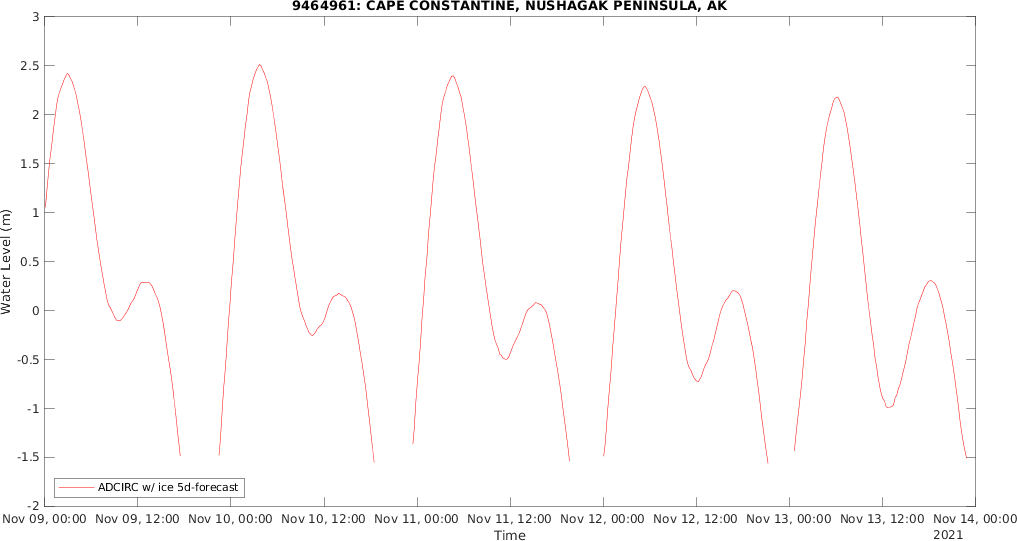 9464961: CAPE CONSTANTINE, NUSHAGAK PENINSULA, AK
3
2.5
2
1.5
1
0.5
0
-0.5
-1
-1.5
-2
Water Level (m)
ADCIRC w/ ice 5d-forecast
Nov 09, 00:00 Nov 09, 12:00 Nov 10, 00:00 Nov 10, 12:00 Nov 11, 00:00 Nov 11, 12:00 Nov 12, 00:00 Nov 12, 12:00 Nov 13, 00:00 Nov 13, 12:00 Nov 14, 00:00
Time
2021